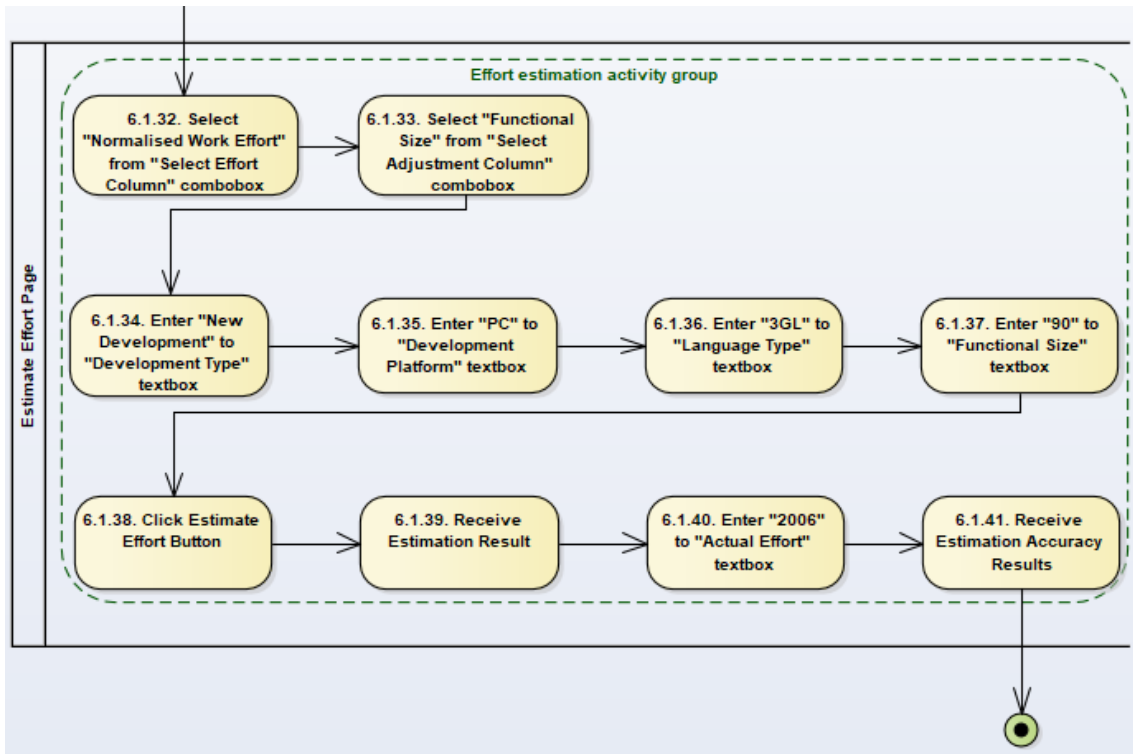 Effort estimation activity group
6.1.32. Select
"Normalised Work Effort"
from "Select Effort
Column" combobox
6.1.33. Select "Functional
Size" from "Select
Adjustment Column"
combobox
Estimate Effort Page
6.1.34. Enter "New
Development" to
"Development Type"
textbox
6.1.35. Enter "PC" to
"Development
Platform" textbox
6.1.36. Enter "3GL" to
"Language Type"
textbox
6.1.37. Enter "90" to
"Functional Size"
textbox
6.1.38. Click Estimate
Effort Button
6.1.39. Receive
Estimation Result
6.1.40. Enter "2006"
to "Actual Effort"
textbox
6.1.41. Receive
Estimation Accuracy
Results